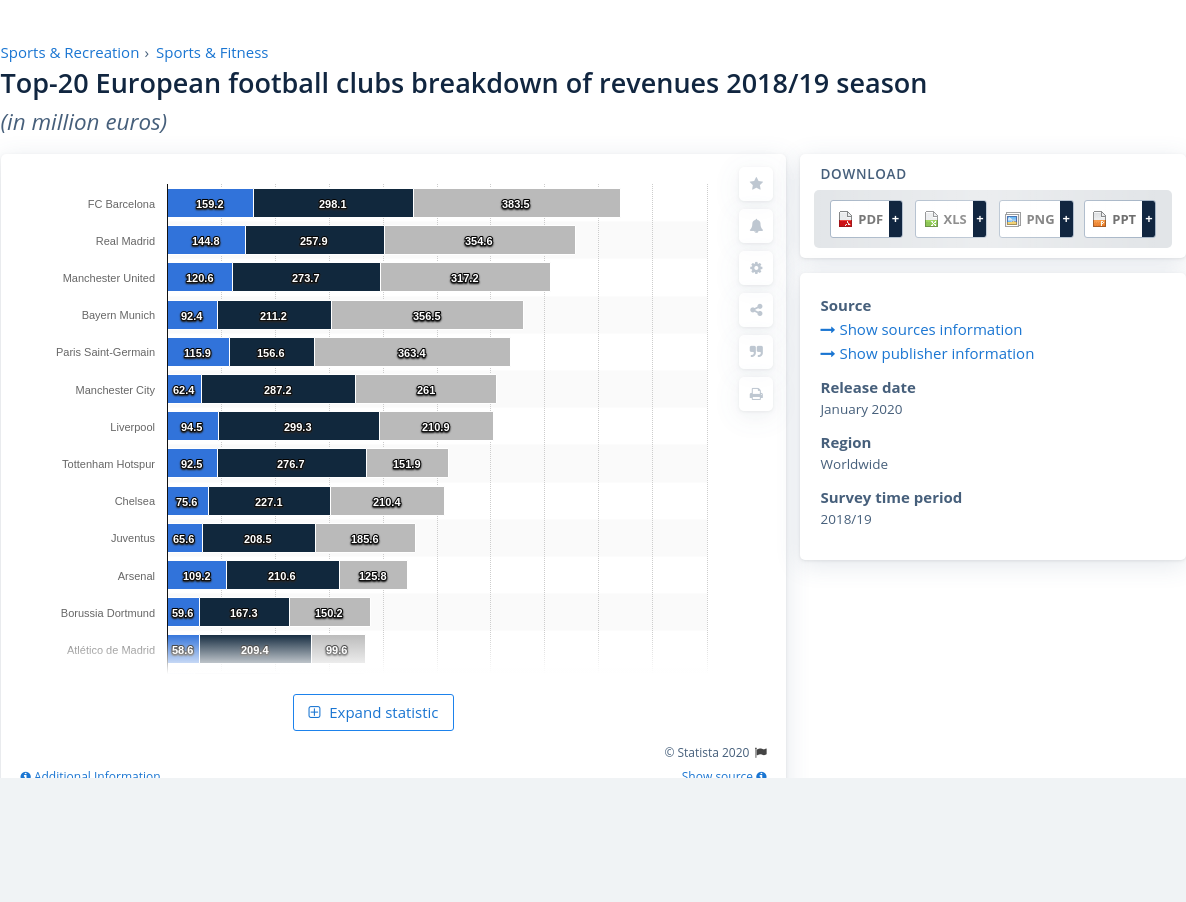 Sports & Recreation › Sports & Fitness
Top-20 European football clubs breakdown of revenues 2018/19 season
(in million euros)
FC Barcelona 159.2 298.1 383.5
Real Madrid 144.8 257.9 354.6
Manchester United 120.6 273.7 317.2
Bayern Munich 92.4 211.2 356.5
Paris Saint-Germain 115.9 156.6 363.4
Manchester City 62.4 287.2 261
Liverpool 94.5 299.3 210.9
Tottenham Hotspur 92.5 276.7 151.9
Chelsea 75.6 227.1 210.4
Juventus 65.6 208.5 185.6
Arsenal 109.2 210.6 125.8
Borussia Dortmund 59.6 167.3 150.2
Atlético de Madrid 58.6 209.4 99.6
Expand statistic
© Statista 2020
Additional Information Show source
DOWNLOAD
PDF + XLS + PNG + PPT +
Source
Show sources information
Show publisher information
Release date
January 2020
Region
Worldwide
Survey time period
2018/19